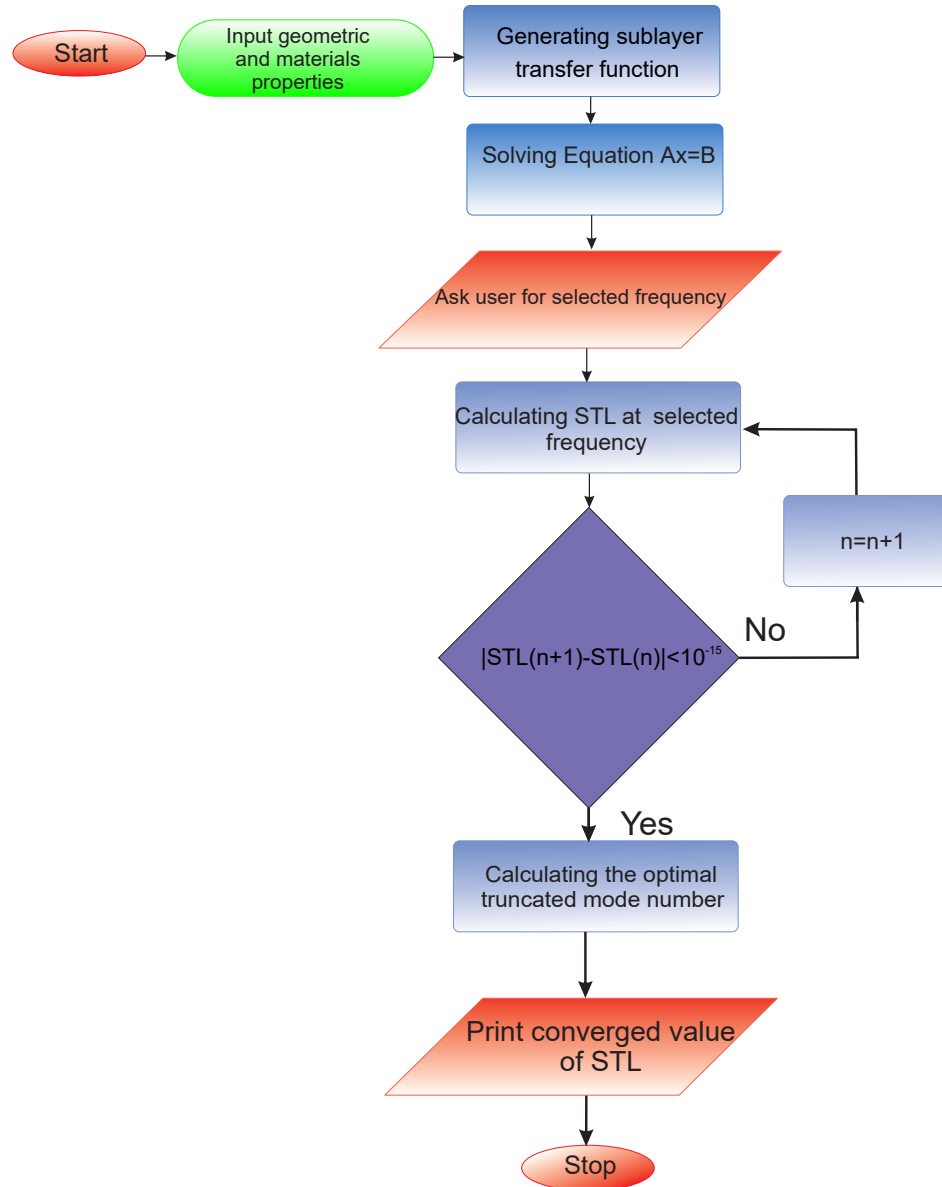 Start
Input geometric
and materials
properties
Generating sublayer
transfer function
Solving Equation Ax=B
Ask user for selected frequency
Calculating STL at selected
frequency
n=n+1
|STL(n+1)-STL(n)|<10⁻¹⁵
No
Yes
Calculating the optimal
truncated mode number
Print converged value
of STL
Stop